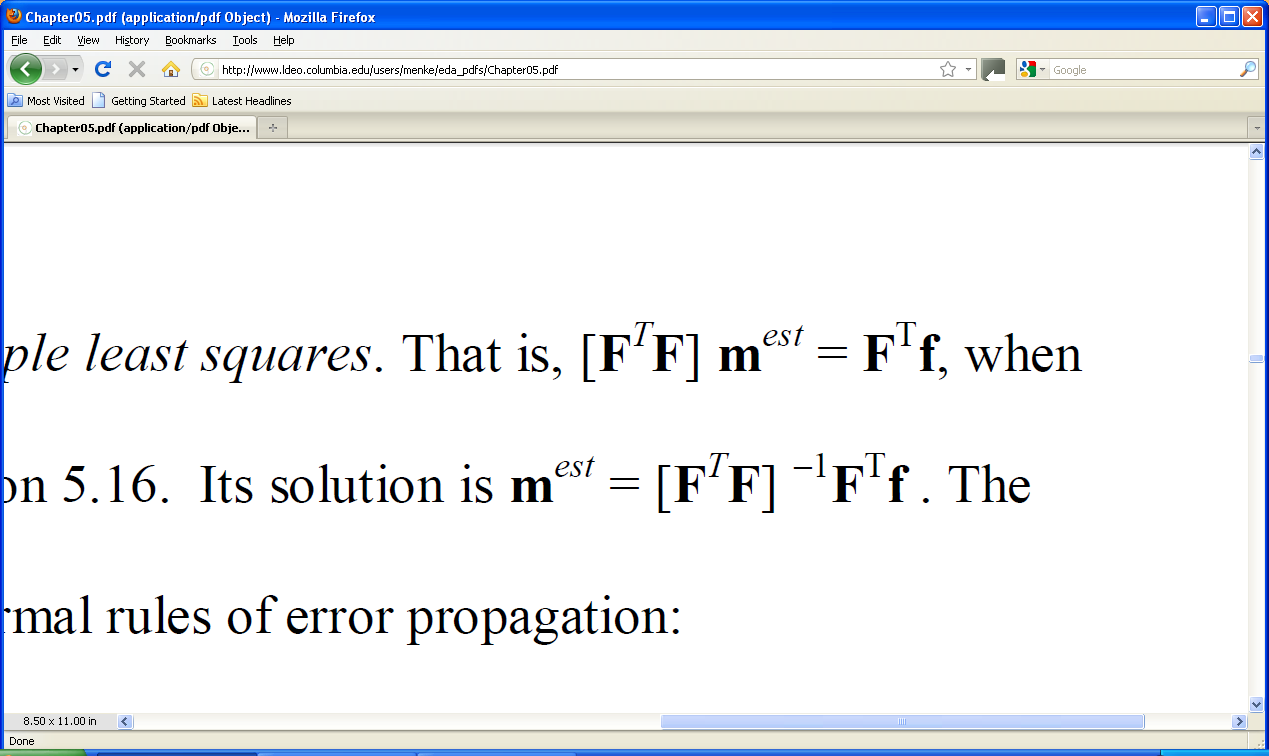 Chapter05.pdf (application/pdf Object) - Mozilla Firefox
File Edit View History Bookmarks Tools Help
http://www.ldeo.columbia.edu/users/menke/eda_pdfs/Chapter05.pdf Google
Most Visited Getting Started Latest Headlines
Chapter05.pdf (application/pdf Obje...
ple least squares. That is, [FᵀF] mᵉˢᵗ = Fᵀf, when
on 5.16. Its solution is mᵉˢᵗ = [FᵀF] ⁻¹Fᵀf . The
rmal rules of error propagation:
8.50 x 11.00 in
Done